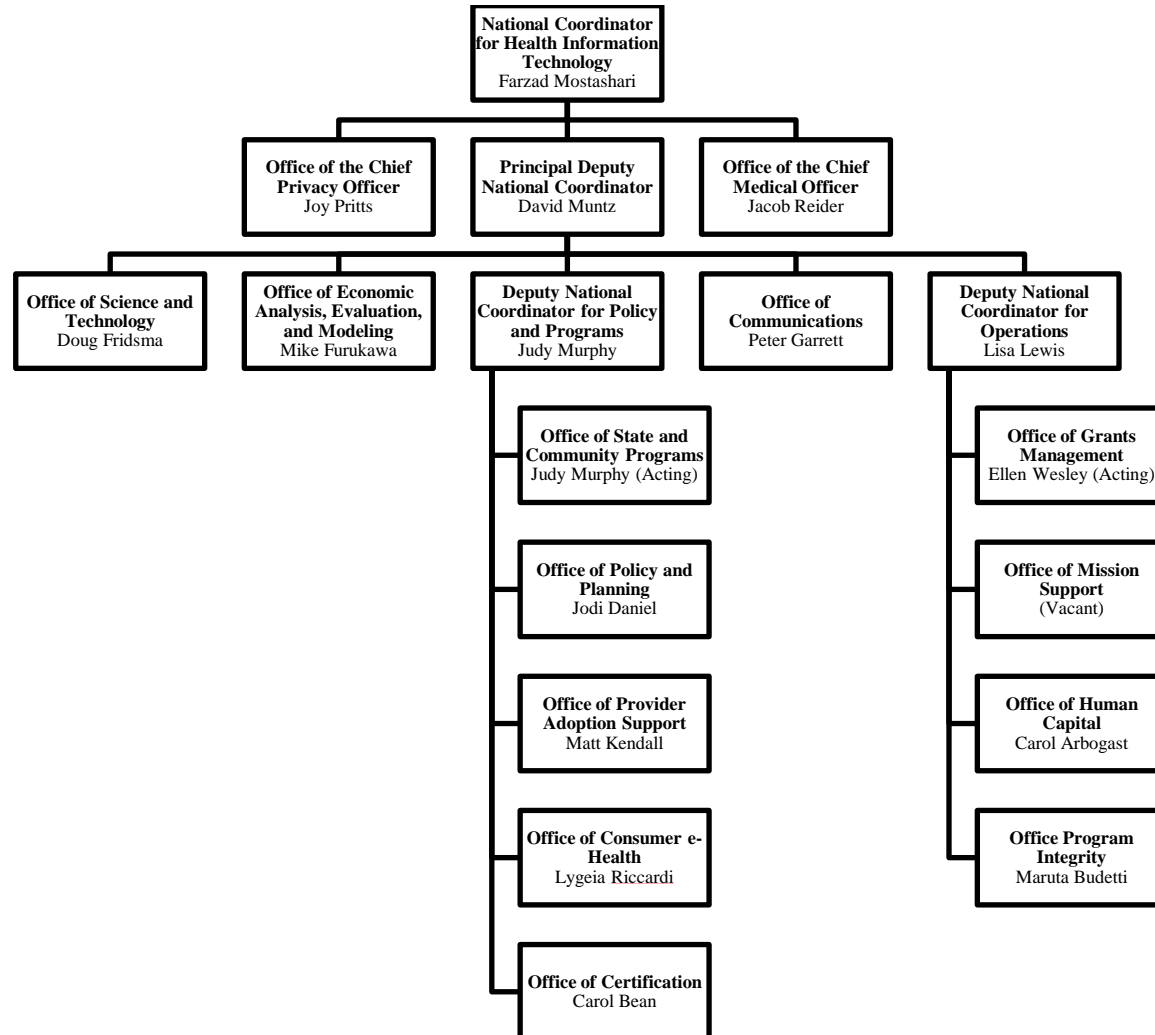 National Coordinator
for Health Information
Technology
Farzad Mostashari
Office of the Chief
Privacy Officer
Joy Pritts
Principal Deputy
National Coordinator
David Muntz
Office of the Chief
Medical Officer
Jacob Reider
Office of Science and
Technology
Doug Fridsma
Office of Economic
Analysis, Evaluation,
and Modeling
Mike Furukawa
Deputy National
Coordinator for Policy
and Programs
Judy Murphy
Office of
Communications
Peter Garrett
Deputy National
Coordinator for
Operations
Lisa Lewis
Office of State and
Community Programs
Judy Murphy (Acting)
Office of Policy and
Planning
Jodi Daniel
Office of Provider
Adoption Support
Matt Kendall
Office of Consumer e-
Health
Lygeia Riccardi
Office of Certification
Carol Bean
Office of Grants
Management
Ellen Wesley (Acting)
Office of Mission
Support
(Vacant)
Office of Human
Capital
Carol Arbogast
Office Program
Integrity
Maruta Budetti